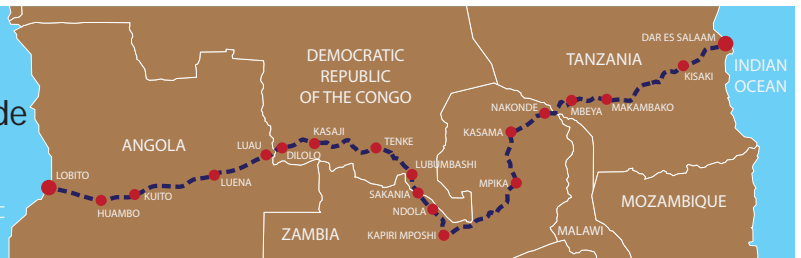 DAR ES SALAAM
DEMOCRATIC
REPUBLIC
OF THE CONGO
TANZANIA
INDIAN
OCEAN
KISAKI
de
NAKONDE
MBEYA
MAKAMBAKO
KASAJI
KASAMA
ANGOLA
LUAU
DILOLO
TENKE
LUBUMBASHI
LOBITO
LUENA
MPIKA
KUITO
SAKANIA
HUAMBO
NDOLA
MOZAMBIQUE
ZAMBIA
KAPIRI MPOSHI
MALAWI